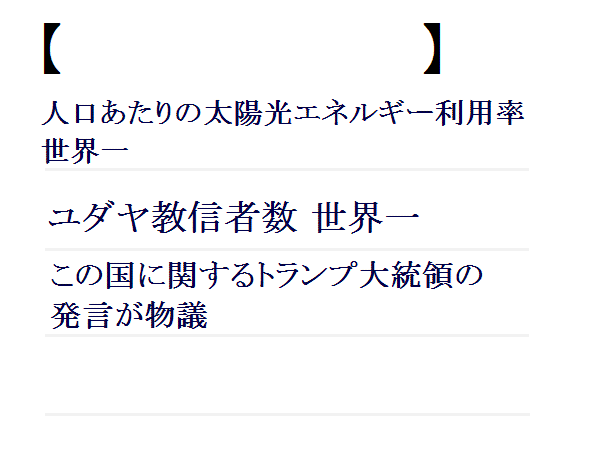 【 】
人口あたりの太陽光エネルギー利用率
世界一
ユダヤ教信者数 世界一
この国に関するトランプ大統領の
発言が物議